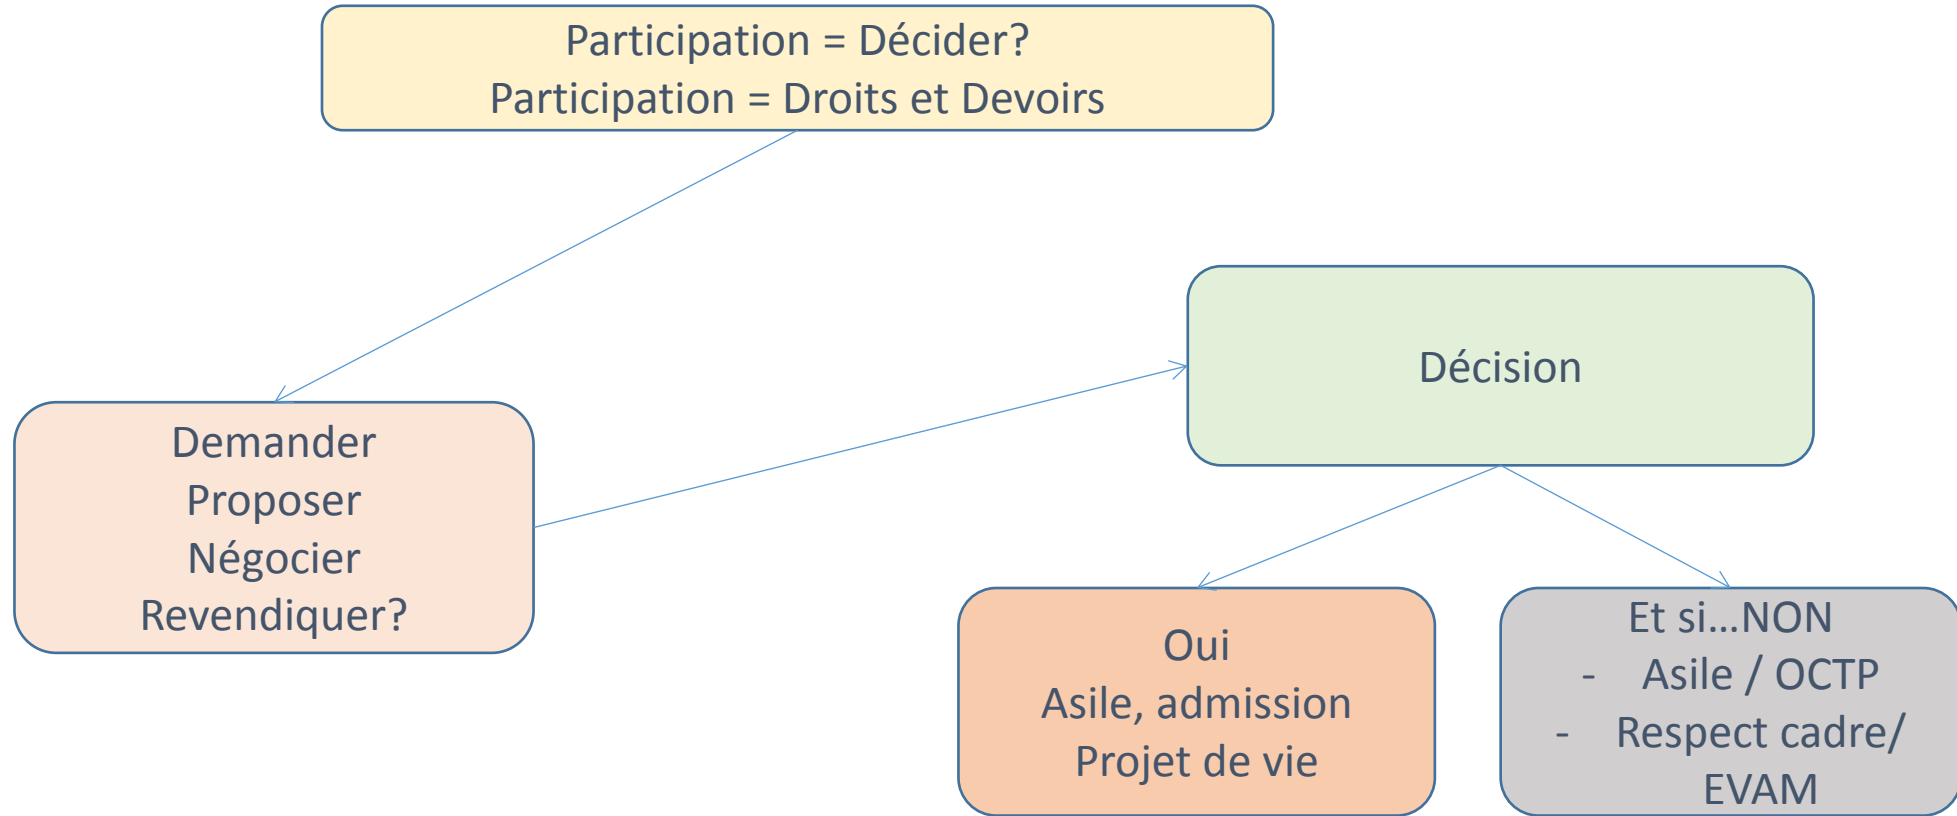 Participation = Décider?
Participation = Droits et Devoirs
Demander
Proposer
Négocier
Revendiquer?
Décision
Oui
Asile, admission
Projet de vie
Et si…NON
- Asile / OCTP
- Respect cadre/
EVAM